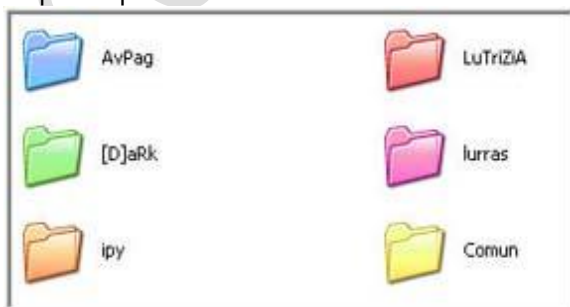 AvPag
LuTriZiA
[D]aRk
lurras
ipy
Comun